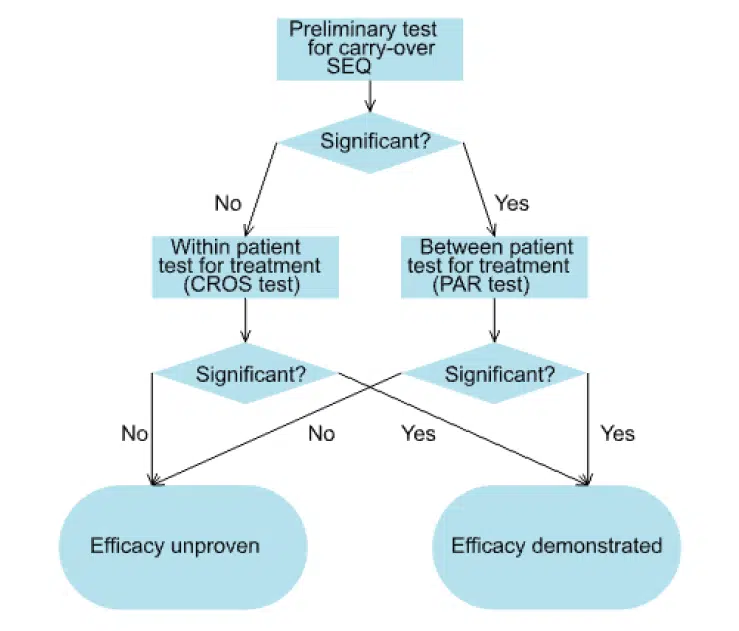 Preliminary test
for carry-over
SEQ
Significant?
No
Yes
Within patient
test for treatment
(CROS test)
Between patient
test for treatment
(PAR test)
Significant?
Significant?
No
No
Yes
Yes
Efficacy unproven
Efficacy demonstrated